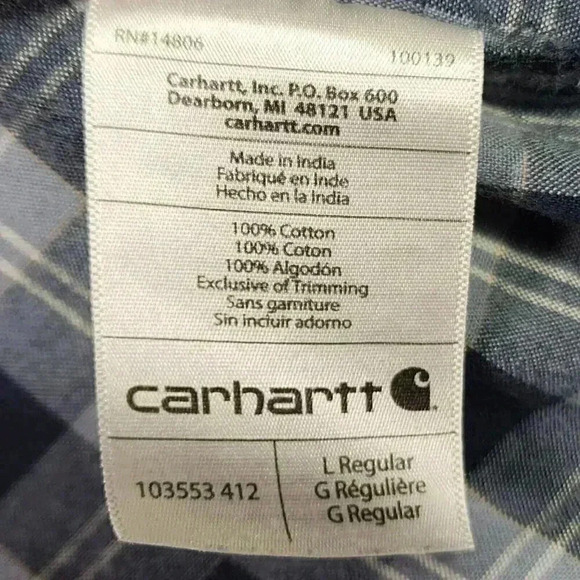 RN#14806
100139
Carhartt, Inc. P.O. Box 600
Dearborn, MI 48121 USA
carhartt.com
Made in India
Fabriqué en Inde
Hecho en la India
100% Cotton
100% Coton
100% Algodón
Exclusive of Trimming
Sans garniture
Sin incluir adorno
carhartt
103553 412
L Regular
G Régulière
G Regular